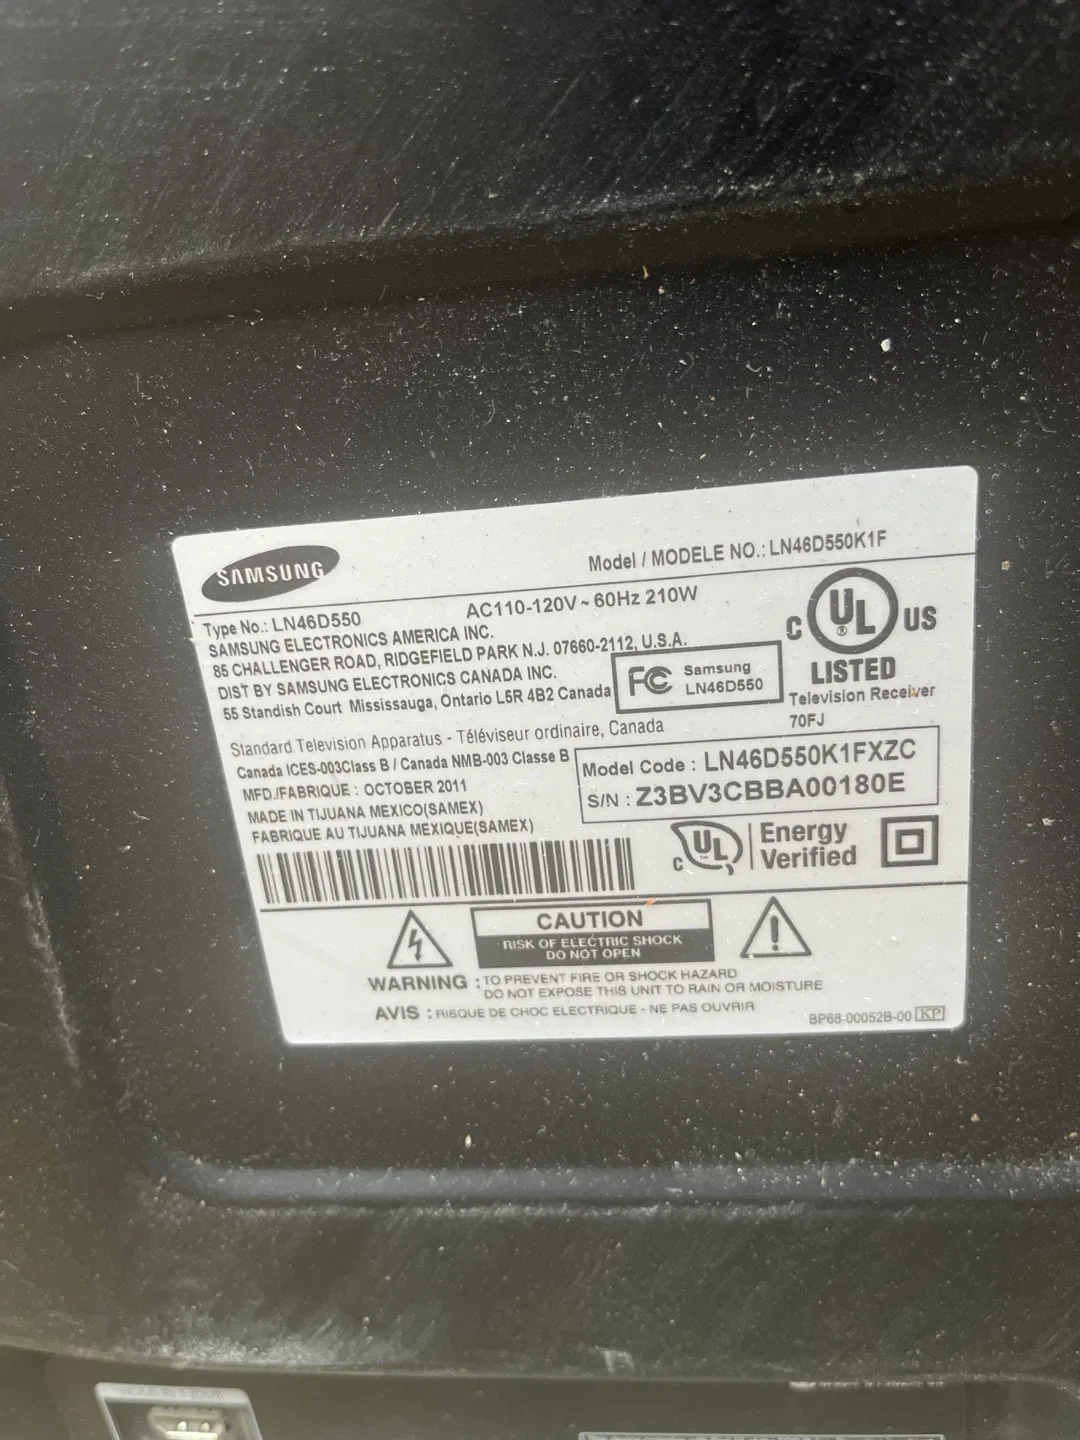 SAMSUNG
Model / MODELE NO.: LN46D550K1F
Type No.: LN46D550
AC110-120V ~ 60Hz 210W
SAMSUNG ELECTRONICS AMERICA INC.
85 CHALLENGER ROAD, RIDGEFIELD PARK N.J. 07660-2112, U.S.A.
DIST BY SAMSUNG ELECTRONICS CANADA INC.
55 Standish Court Mississauga, Ontario L5R 4B2 Canada
FC Samsung
LN46D550
C UL ® US
LISTED
Television Receiver
70FJ
Standard Television Apparatus - Téléviseur ordinaire, Canada
Canada ICES-003Class B / Canada NMB-003 Classe B
MFD./FABRIQUE : OCTOBER 2011
MADE IN TIJUANA MEXICO(SAMEX)
FABRIQUE AU TIJUANA MEXIQUE(SAMEX)
Model Code : LN46D550K1FXZC
S/N : Z3BV3CBBA00180E
C UL ™ Energy
Verified
CAUTION
RISK OF ELECTRIC SHOCK
DO NOT OPEN
WARNING : TO PREVENT FIRE OR SHOCK HAZARD
DO NOT EXPOSE THIS UNIT TO RAIN OR MOISTURE
AVIS : RISQUE DE CHOC ELECTRIQUE - NE PAS OUVRIR
BP68-00052B-00 KP